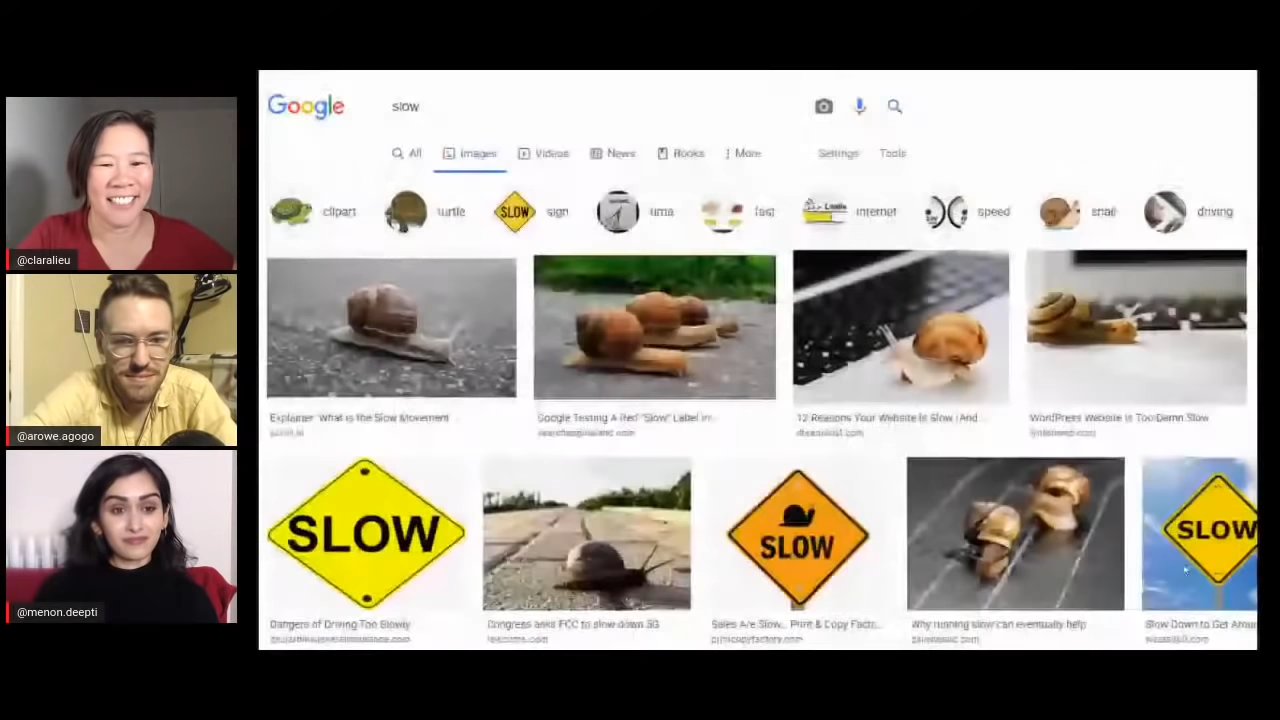 @claralieu
@arowe.agogo
@menon.deepti
Google
slow
All Images Videos News Books More Settings Tools
clipart turtle SLOW sign fast internet speed snail driving
Explainer: What is the Slow Movement
Google Testing A Red "Slow" Label In...
12 Reasons Your Website Is Slow (And...
WordPress Website Is Too Damn Slow
SLOW
SLOW
SLOW
Dangers of Driving Too Slowly
Congress asks FCC to slow down 5G
Sales Are Slow... Print & Copy Fact...
Why running slow can eventually help
Slow Down to Get Aroun